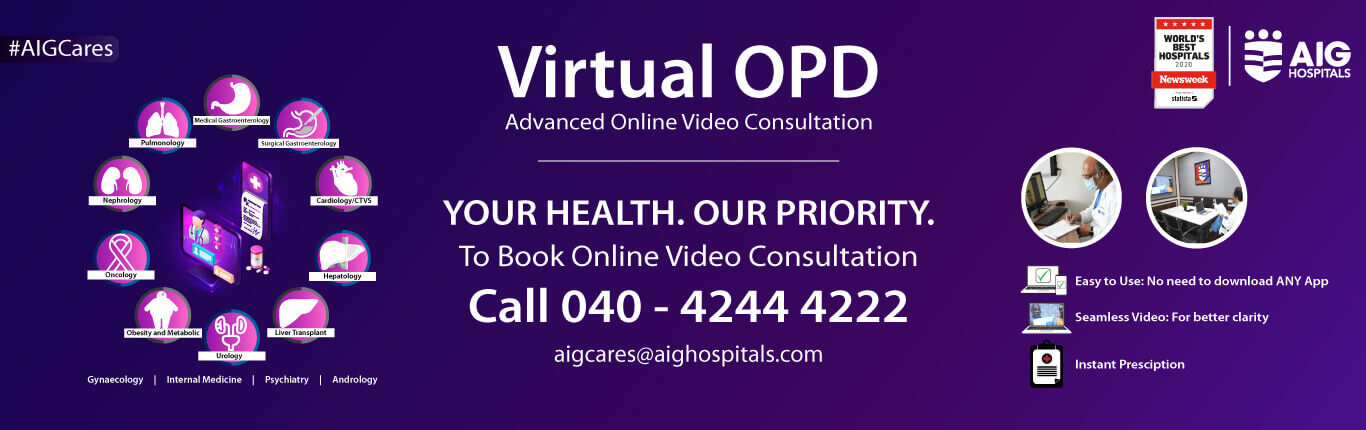 #AIGCares
Medical Gastroenterology
Pulmonology
Surgical Gastroenterology
Nephrology
Cardiology/CTVS
Oncology
Hepatology
Obesity and Metabolic
Liver Transplant
Urology
Gynaecology | Internal Medicine | Psychiatry | Andrology
Virtual OPD
Advanced Online Video Consultation
YOUR HEALTH. OUR PRIORITY.
To Book Online Video Consultation
Call 040 - 4244 4222
aigcares@aighospitals.com
WORLD'S
BEST
HOSPITALS
2020
Newsweek
statista
AIG
HOSPITALS
Easy to Use: No need to download ANY App
Seamless Video: For better clarity
Instant Presciption